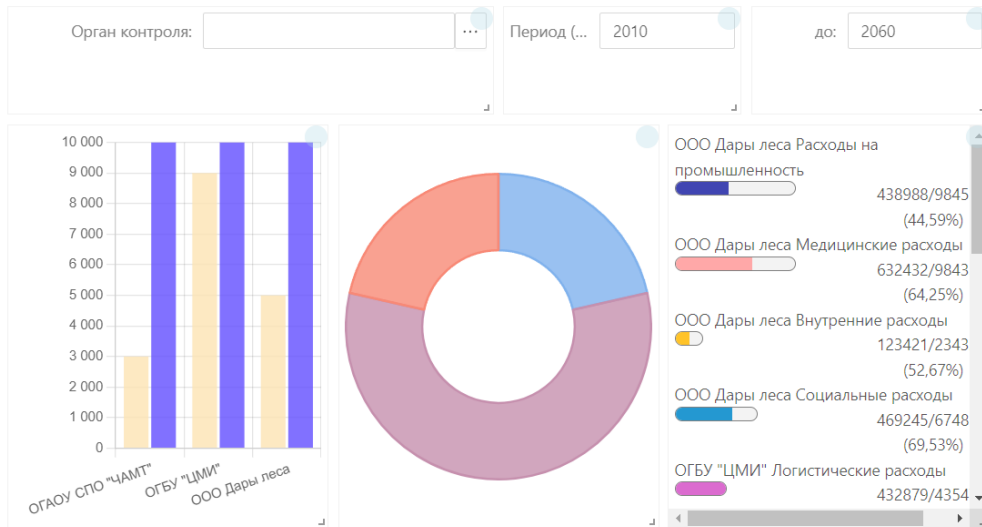 Орган контроля:
...
Период (...
2010
до:
2060
10 000
9 000
8 000
7 000
6 000
5 000
4 000
3 000
2 000
1 000
0
ОГАОУ СПО "ЧАМТ"
ОГБУ "ЦМИ"
ООО Дары леса
ООО Дары леса Расходы на
промышленность
438988/9845
(44,59%)
ООО Дары леса Медицинские расходы
632432/9843
(64,25%)
ООО Дары леса Внутренние расходы
123421/2343
(52,67%)
ООО Дары леса Социальные расходы
469245/6748
(69,53%)
ОГБУ "ЦМИ" Логистические расходы
432879/4354